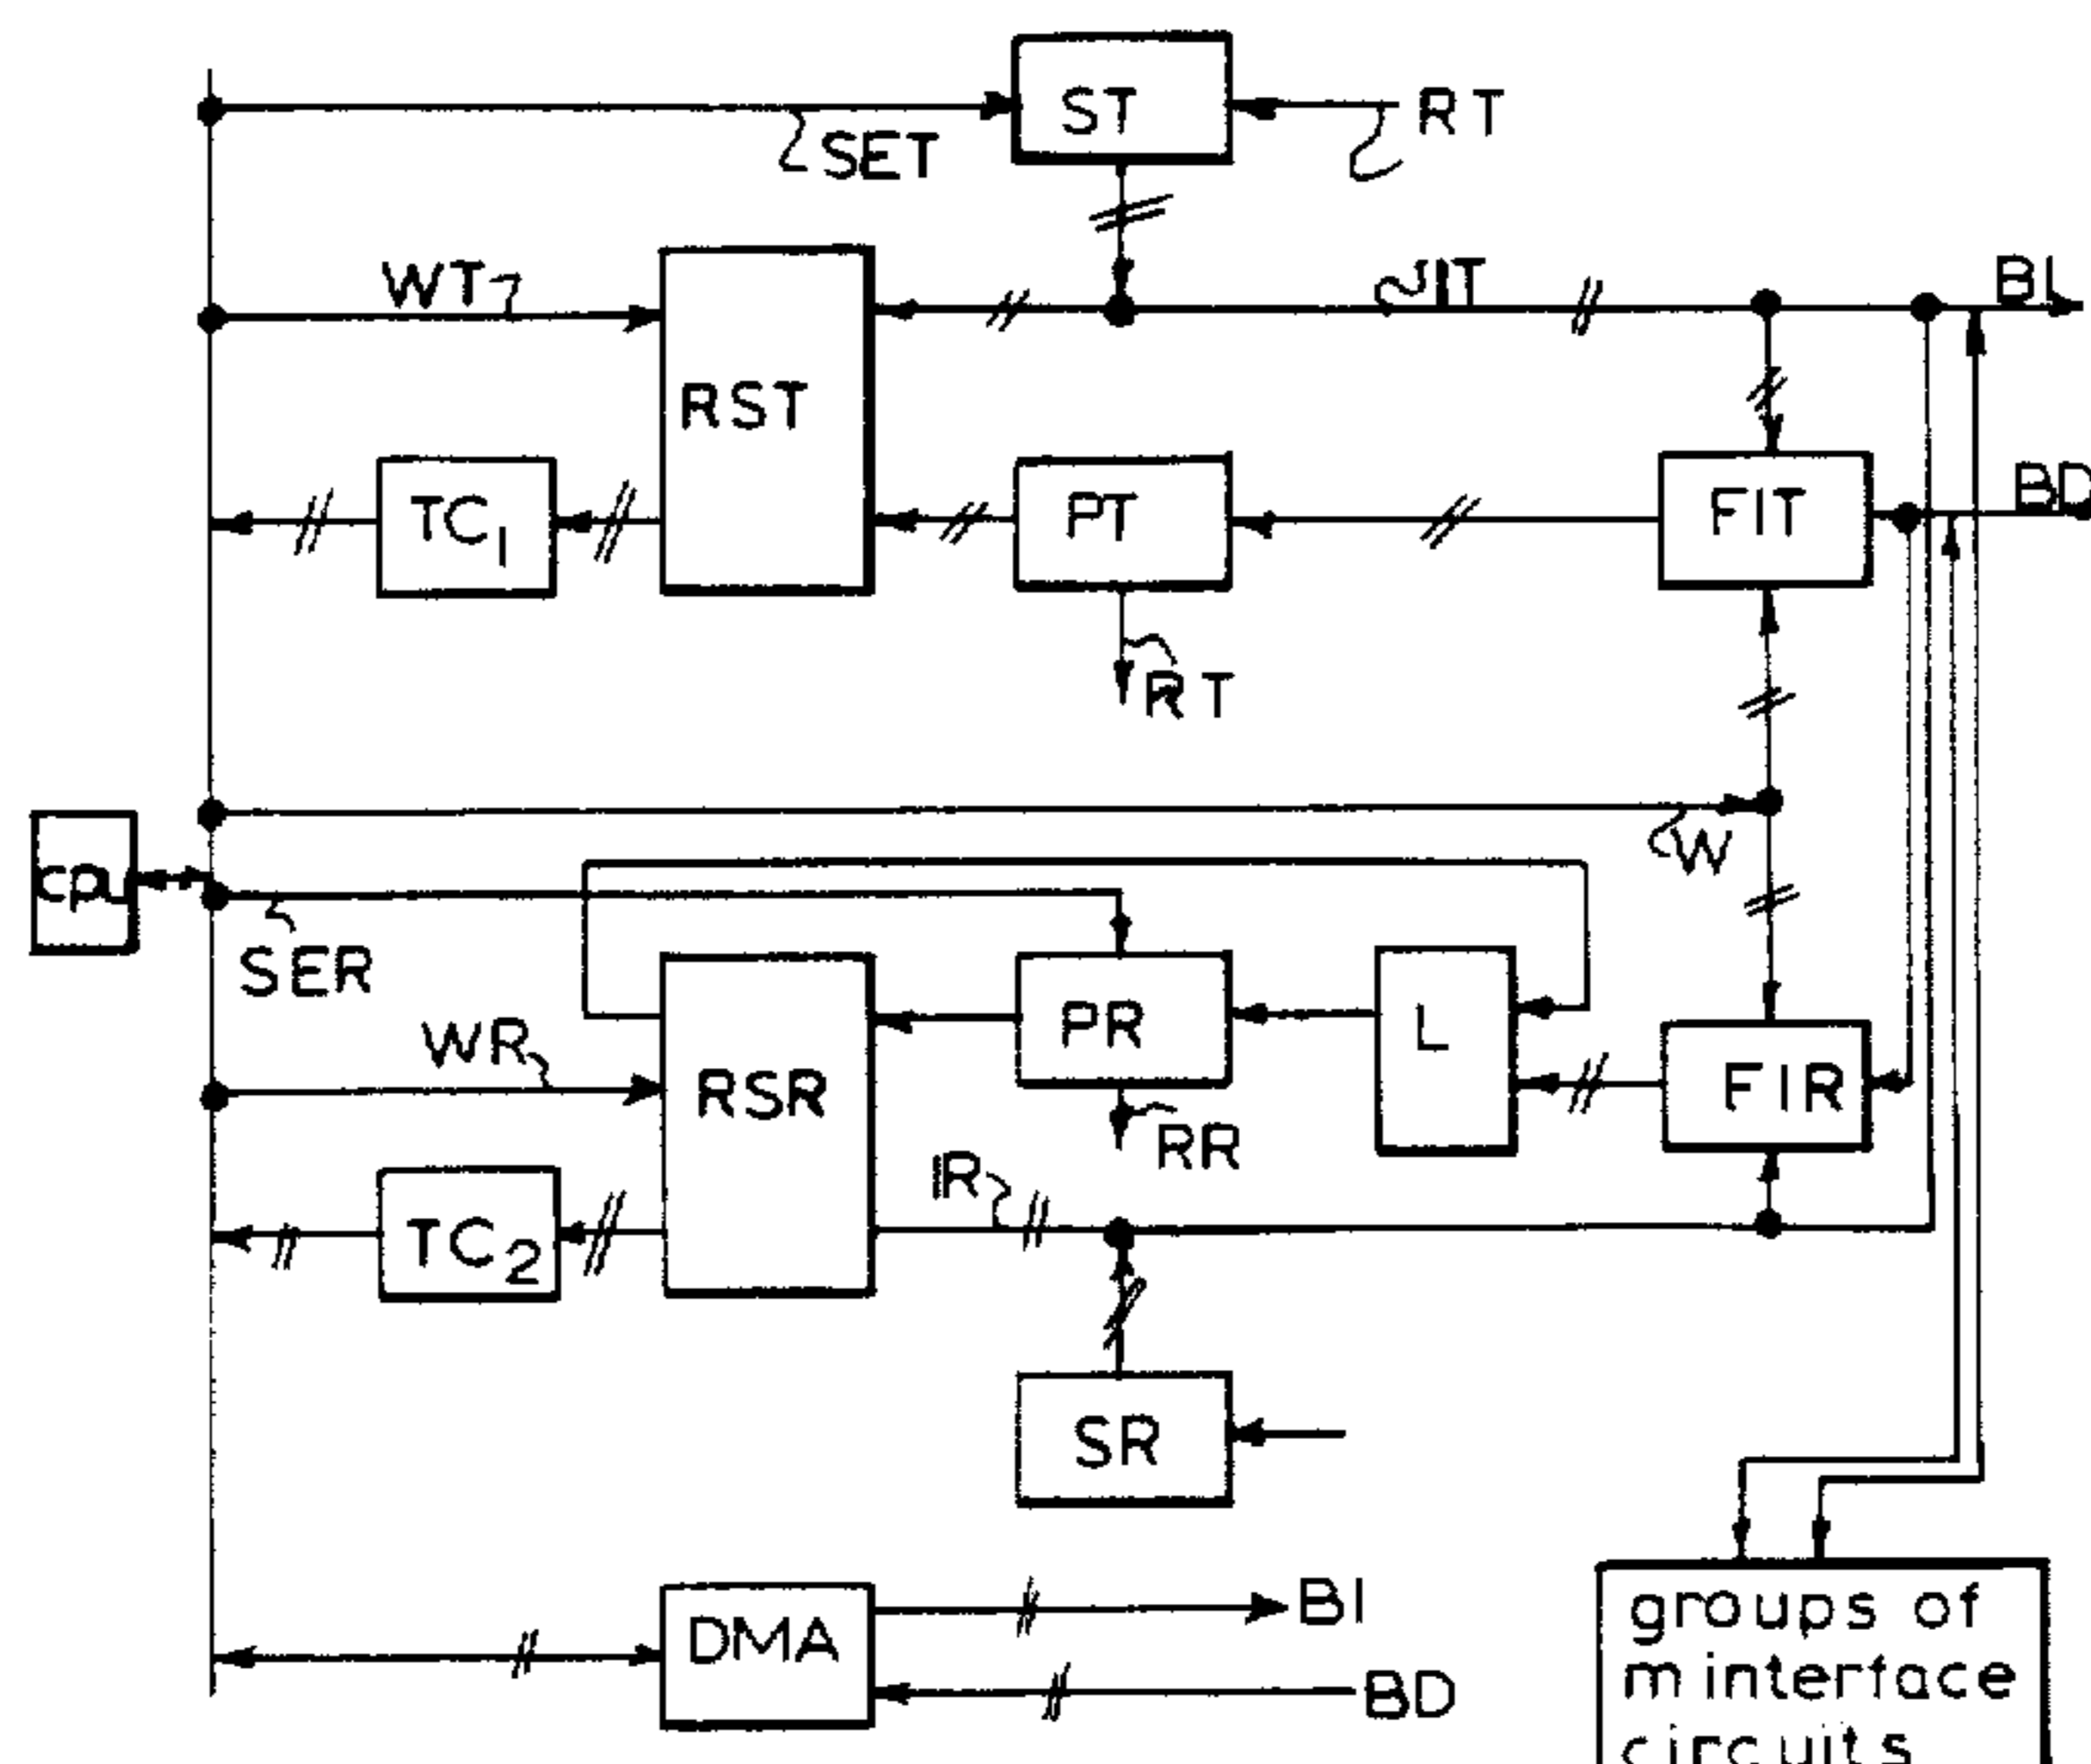 ST
RT
SET
WT
IT
BI
RST
TC1
PT
FIT
BD
RT
cpu
W
SER
WR
RSR
PR
L
FIR
RR
IR
TC2
SR
DMA
BI
BD
groups of
m interface
circuits